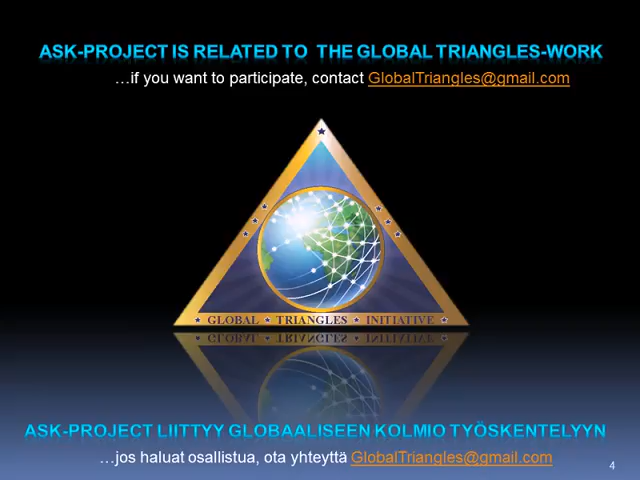 ASK-PROJECT IS RELATED TO THE GLOBAL TRIANGLES-WORK
…if you want to participate, contact GlobalTriangles@gmail.com
GLOBAL TRIANGLES INITIATIVE
ASK-PROJECT LIITTYY GLOBAALISEEN KOLMIO TYÖSKENTELYYN
…jos haluat osallistua, ota yhteyttä GlobalTriangles@gmail.com
4